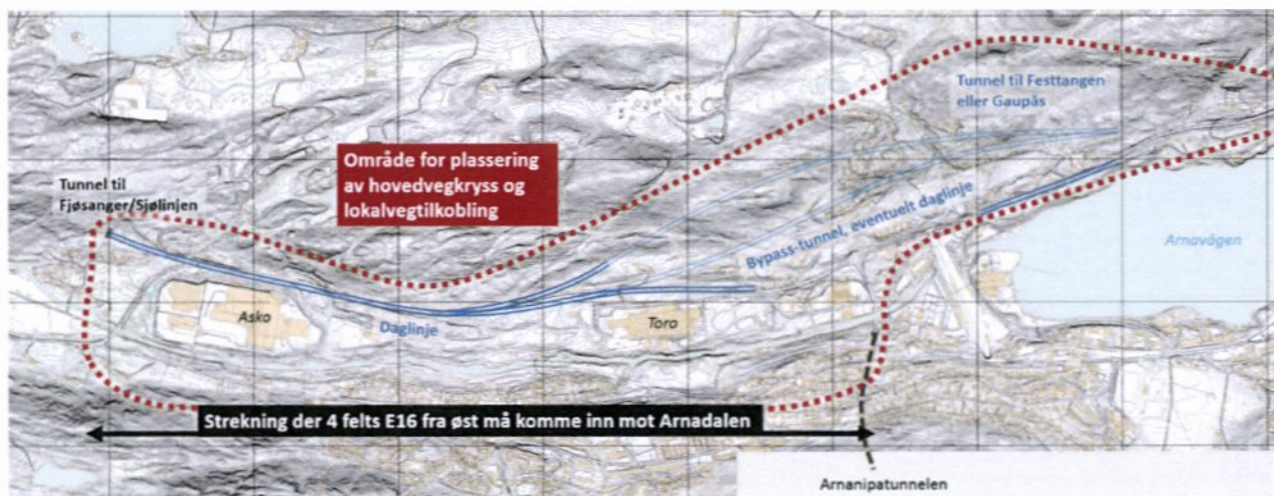 Tunnel til Festtangen
eller Gaupås
Område for plassering
av hovedvegkryss og
lokalvegtilkobling
Tunnel til
Fjøsanger/Sjølinjen
Bypass-tunnel, eventuelt daglinje
Arnavågen
Asko
Daglinje
Toro
Strekning der 4 felts E16 fra øst må komme inn mot Arnadalen
Arnanipatunnelen